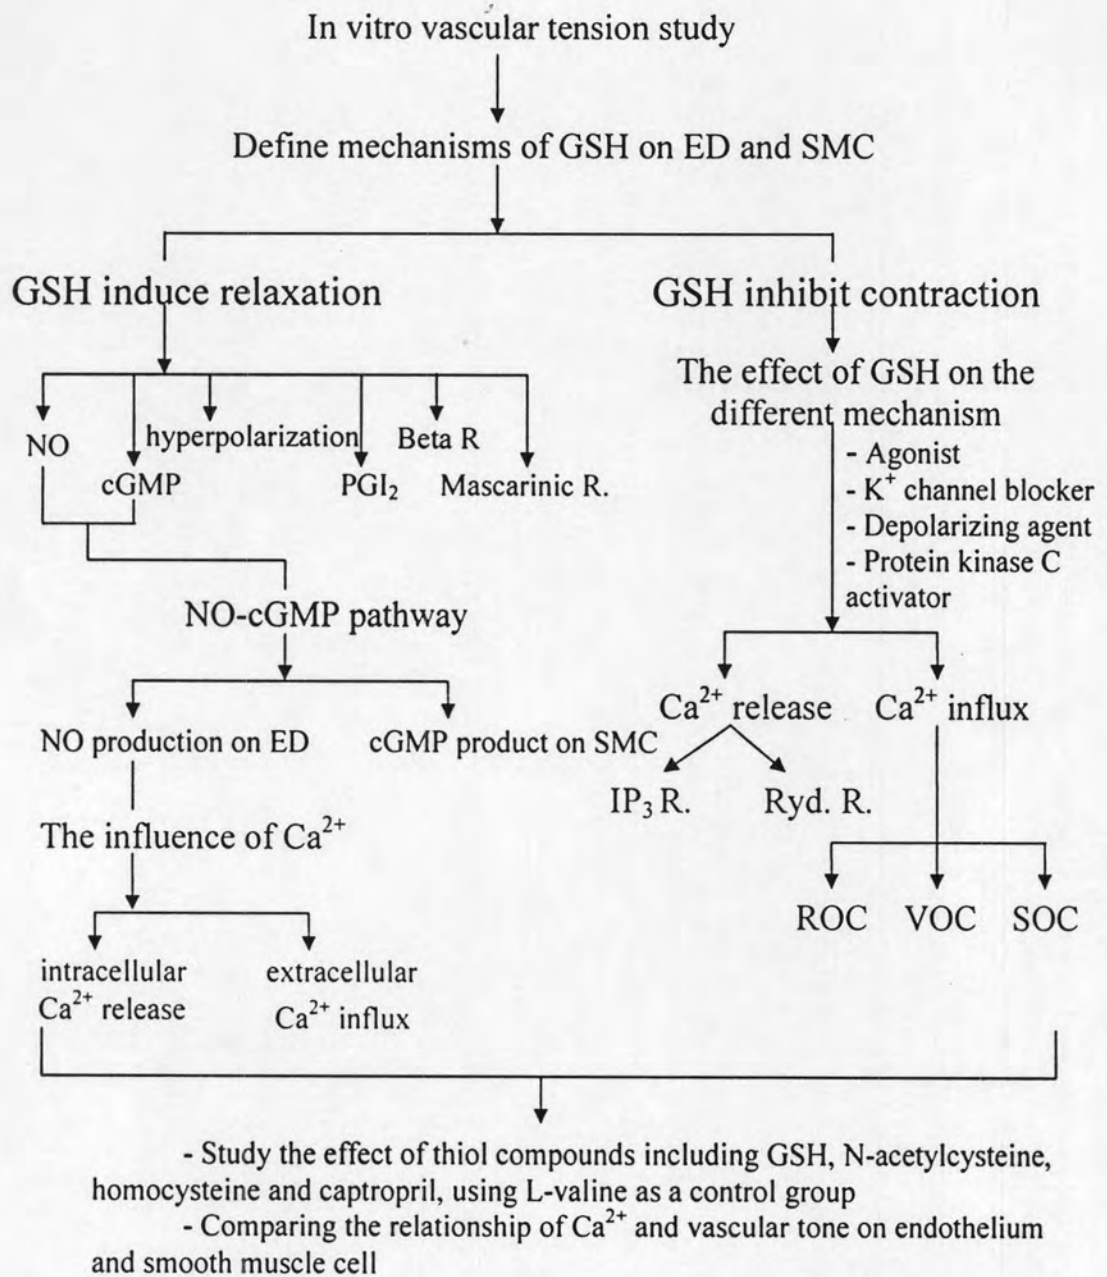 In vitro vascular tension study
Define mechanisms of GSH on ED and SMC
GSH induce relaxation
GSH inhibit contraction
NO
cGMP
hyperpolarization
PGI₂
Beta R
Mascarinic R.
The effect of GSH on the
different mechanism
- Agonist
- K⁺ channel blocker
- Depolarizing agent
- Protein kinase C
activator
NO-cGMP pathway
NO production on ED
cGMP product on SMC
The influence of Ca²⁺
intracellular
Ca²⁺ release
extracellular
Ca²⁺ influx
Ca²⁺ release
Ca²⁺ influx
IP₃ R.
Ryd. R.
ROC
VOC
SOC
- Study the effect of thiol compounds including GSH, N-acetylcysteine,
homocysteine and captropril, using L-valine as a control group
- Comparing the relationship of Ca²⁺ and vascular tone on endothelium
and smooth muscle cell